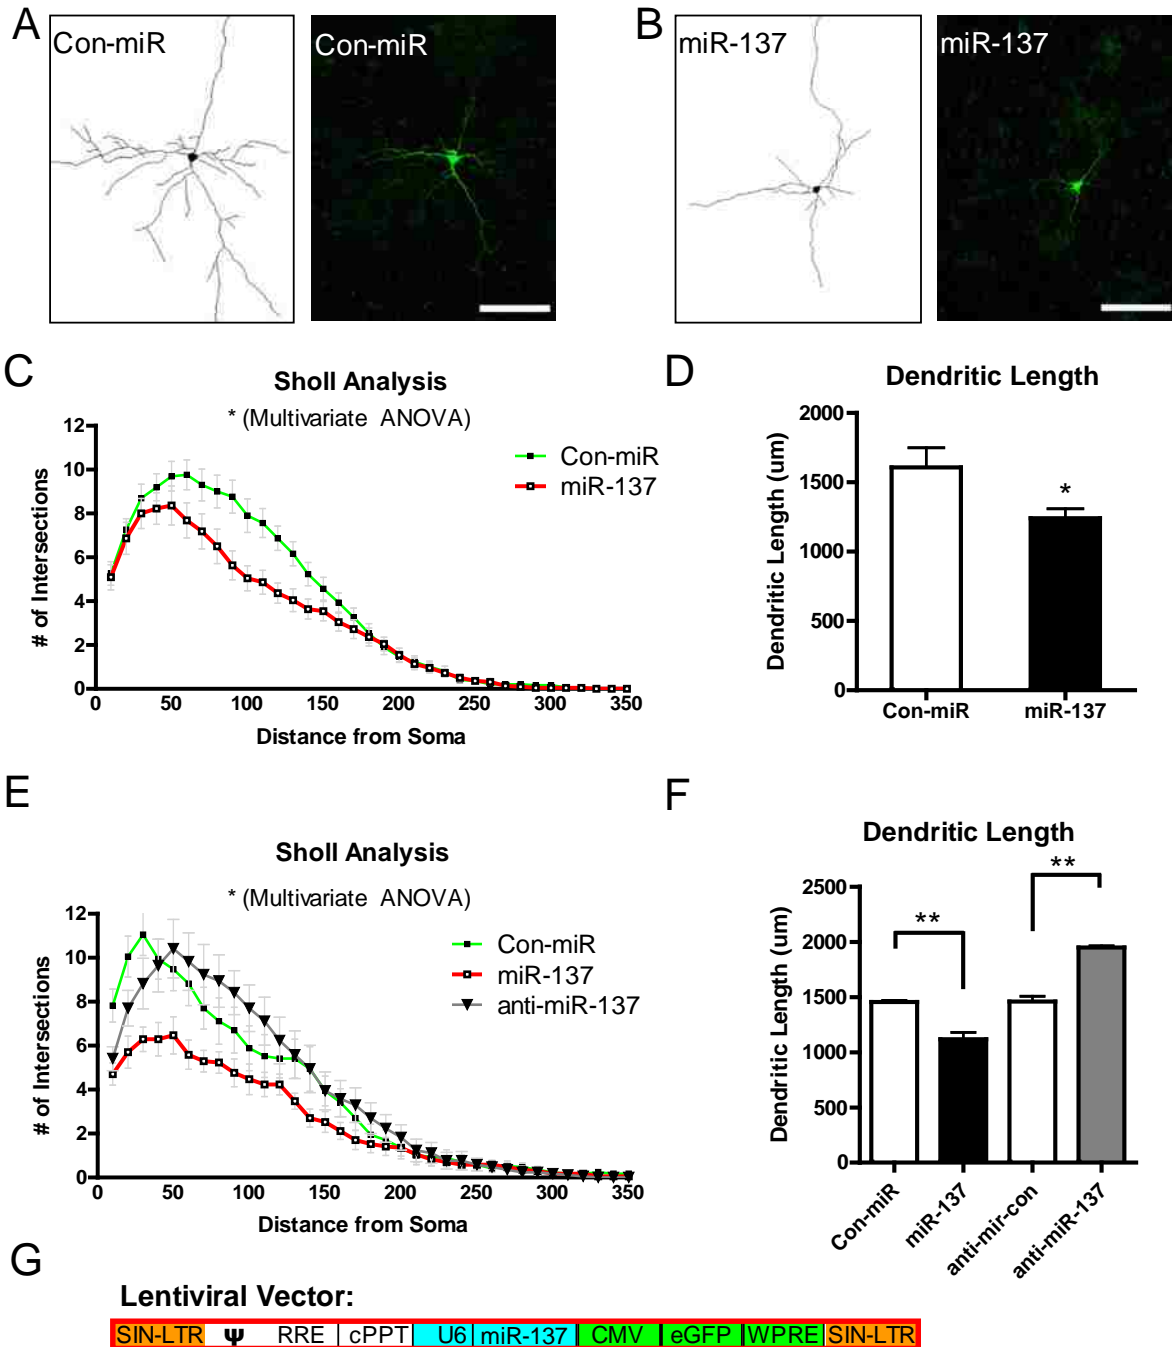 A
Con-miR
Con-miR
B
miR-137
miR-137
C
Sholl Analysis
* (Multivariate ANOVA)
# of Intersections
12
10
8
6
4
2
0
0 50 100 150 200 250 300 350
Distance from Soma
Con-miR
miR-137
D
Dendritic Length
Dendritic Length (um)
2000
1500
1000
500
0
*
Con-miR miR-137
E
Sholl Analysis
* (Multivariate ANOVA)
# of Intersections
12
10
8
6
4
2
0
0 50 100 150 200 250 300 350
Distance from Soma
Con-miR
miR-137
anti-miR-137
F
Dendritic Length
Dendritic Length (um)
2500
2000
1500
1000
500
0
**
**
Con-miR
miR-137
anti-mir-con
anti-miR-137
G
Lentiviral Vector:
SIN-LTR Ψ RRE cPPT U6 miR-137 CMV eGFP WPRE SIN-LTR